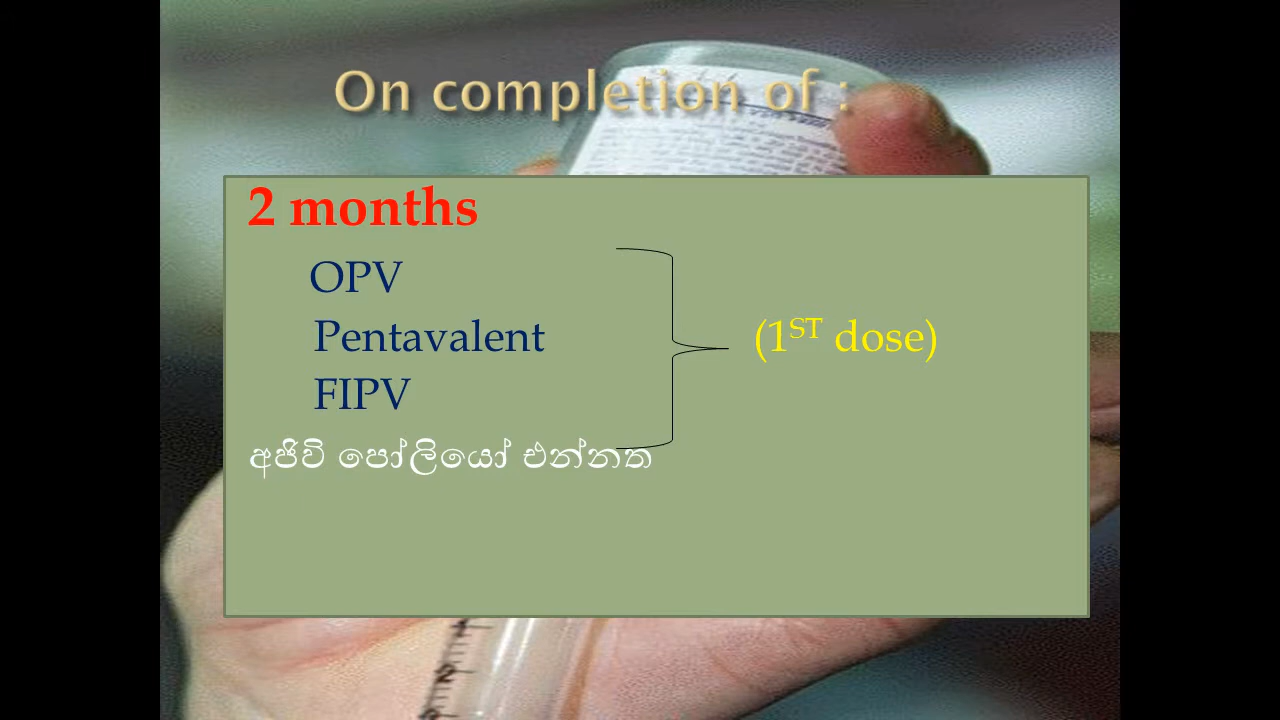 On completion of :
2 months
OPV
Pentavalent
(1ST dose)
FIPV
අජිවි පෝලියෝ එන්නත